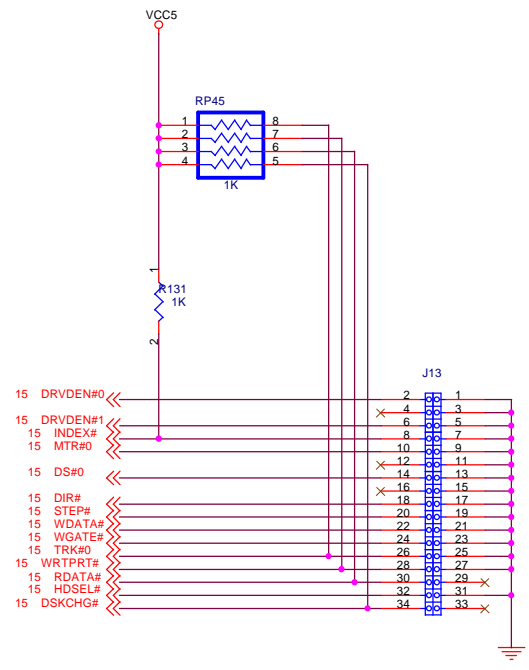 VCC5
RP45
1 8
2 7
3 6
4 5
1K
1
R131
1K
2
J13
15 DRVDEN#0 2 1
4 3
15 DRVDEN#1 6 5
15 INDEX# 8 7
15 MTR#0 10 9
12 11
15 DS#0 14 13
16 15
15 DIR# 18 17
15 STEP# 20 19
15 WDATA# 22 21
15 WGATE# 24 23
15 TRK#0 26 25
15 WRTPRT# 28 27
15 RDATA# 30 29
15 HDSEL# 32 31
15 DSKCHG# 34 33